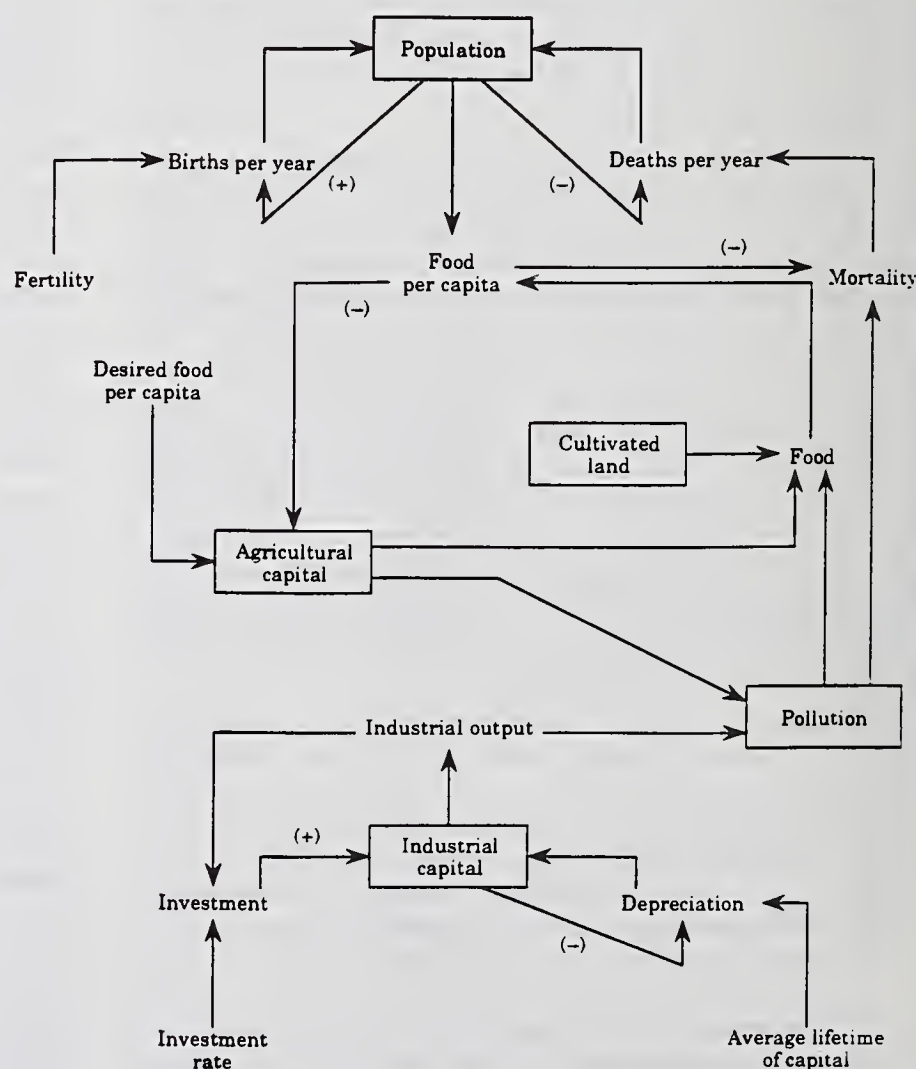 Population
Births per year
(+)
(–)
Deaths per year
Fertility
Food
per capita
(–)
Mortality
(–)
Desired food
per capita
Cultivated
land
Food
Agricultural
capital
Pollution
Industrial output
(+)
Industrial
capital
Investment
Depreciation
(–)
Investment
rate
Average lifetime
of capital